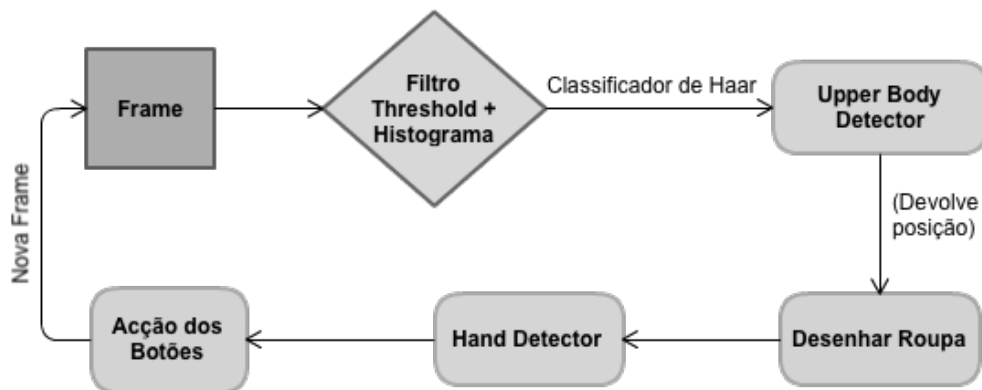 Frame
Filtro
Threshold +
Histograma
Classificador de Haar
Upper Body
Detector
(Devolve
posição)
Desenhar Roupa
Hand Detector
Acção dos
Botões
Nova Frame